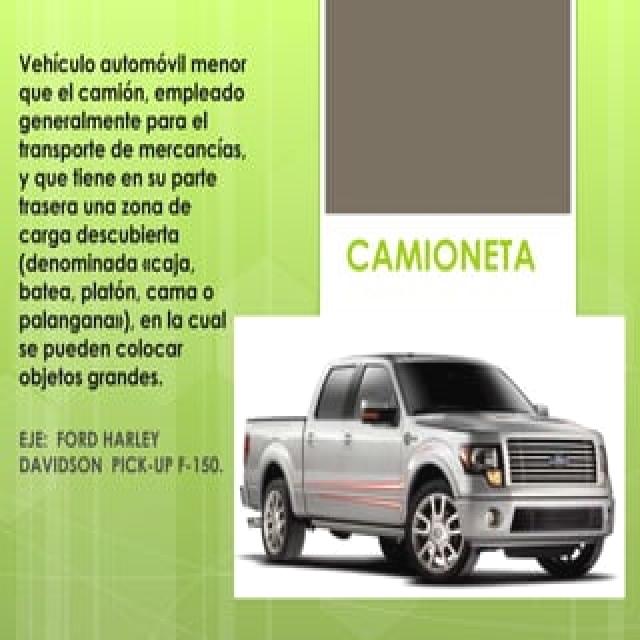 Vehículo automóvil menor
que el camión, empleado
generalmente para el
transporte de mercancías,
y que tiene en su parte
trasera una zona de
carga descubierta
(denominada «caja,
batea, platón, cama o
palangana»), en la cual
se pueden colocar
objetos grandes.
EJE: FORD HARLEY
DAVIDSON PICK-UP F-150.
CAMIONETA